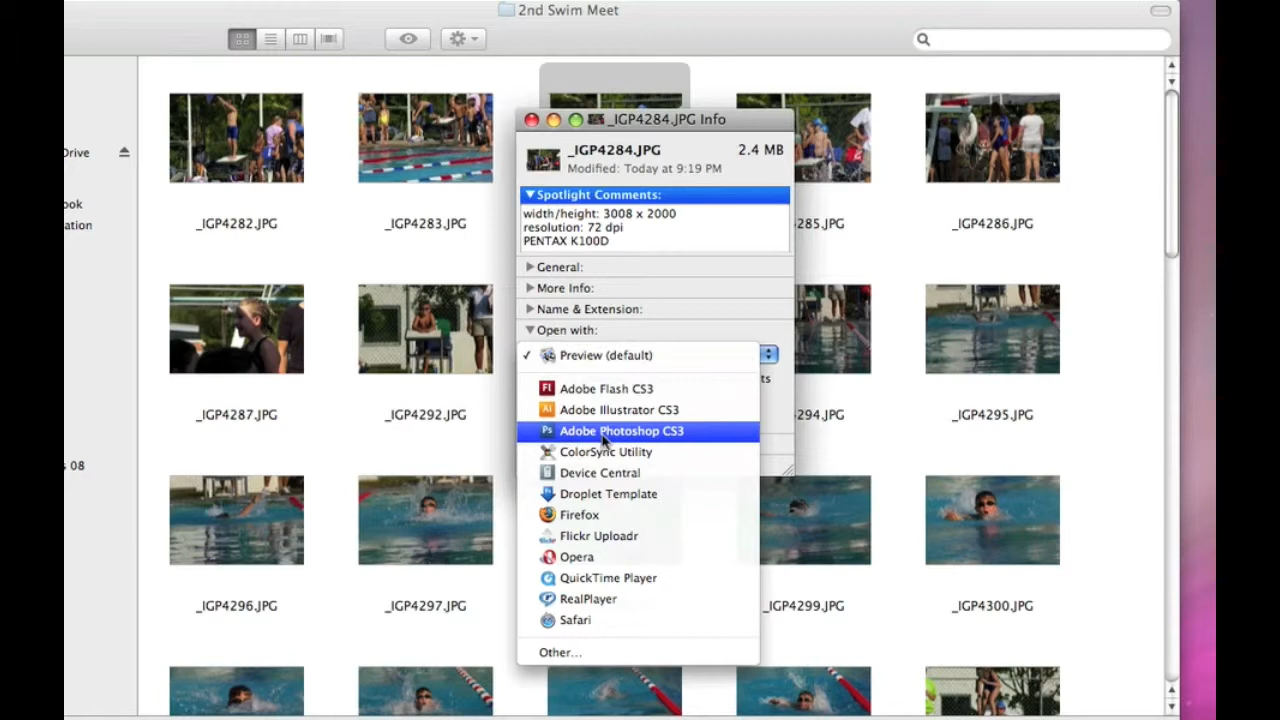 2nd Swim Meet
_IGP4284.JPG Info
_IGP4284.JPG 2.4 MB
Modified: Today at 9:19 PM
Spotlight Comments:
width/height: 3008 x 2000
resolution: 72 dpi
PENTAX K100D
General:
More Info:
Name & Extension:
Open with:
Preview (default)
Adobe Flash CS3
Adobe Illustrator CS3
Adobe Photoshop CS3
ColorSync Utility
Device Central
Droplet Template
Firefox
Flickr Uploadr
Opera
QuickTime Player
RealPlayer
Safari
Other...
Drive
ook
ation
s 08
ts
_IGP4282.JPG
_IGP4283.JPG
285.JPG
_IGP4286.JPG
_IGP4287.JPG
_IGP4292.JPG
294.JPG
_IGP4295.JPG
_IGP4296.JPG
_IGP4297.JPG
_IGP4299.JPG
_IGP4300.JPG